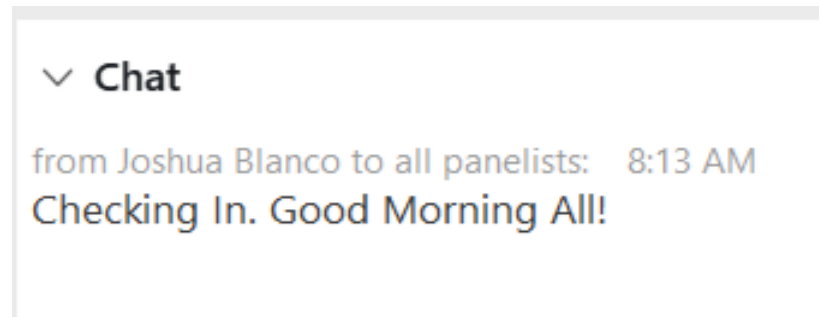 Chat
from Joshua Blanco to all panelists: 8:13 AM
Checking In. Good Morning All!